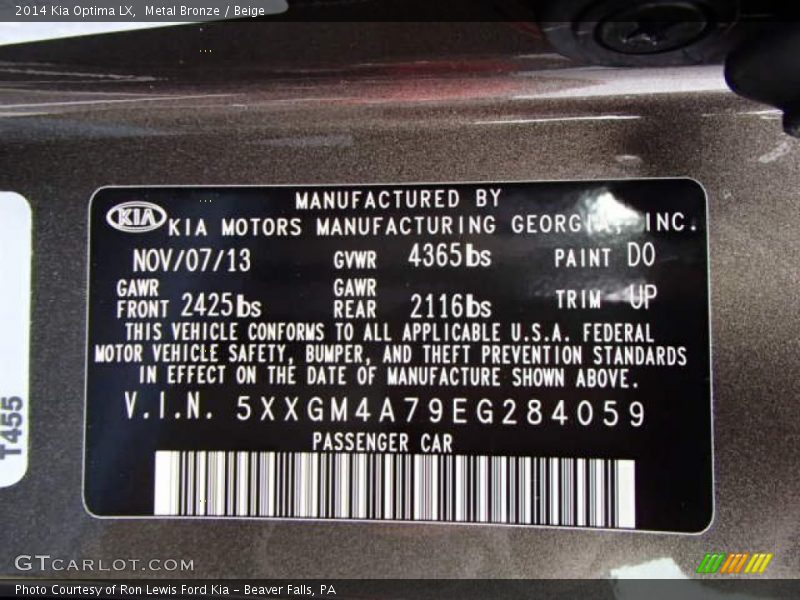 2014 Kia Optima LX, Metal Bronze / Beige
MANUFACTURED BY
KIA
KIA MOTORS MANUFACTURING GEORGIA, INC.
NOV/07/13 GVWR 4365lbs PAINT D0
GAWR FRONT 2425lbs GAWR REAR 2116lbs TRIM UP
THIS VEHICLE CONFORMS TO ALL APPLICABLE U.S.A. FEDERAL
MOTOR VEHICLE SAFETY, BUMPER, AND THEFT PREVENTION STANDARDS
IN EFFECT ON THE DATE OF MANUFACTURE SHOWN ABOVE.
V.I.N. 5XXGM4A79EG284059
PASSENGER CAR
T455
GTCARLOT.COM
Photo Courtesy of Ron Lewis Ford Kia - Beaver Falls, PA